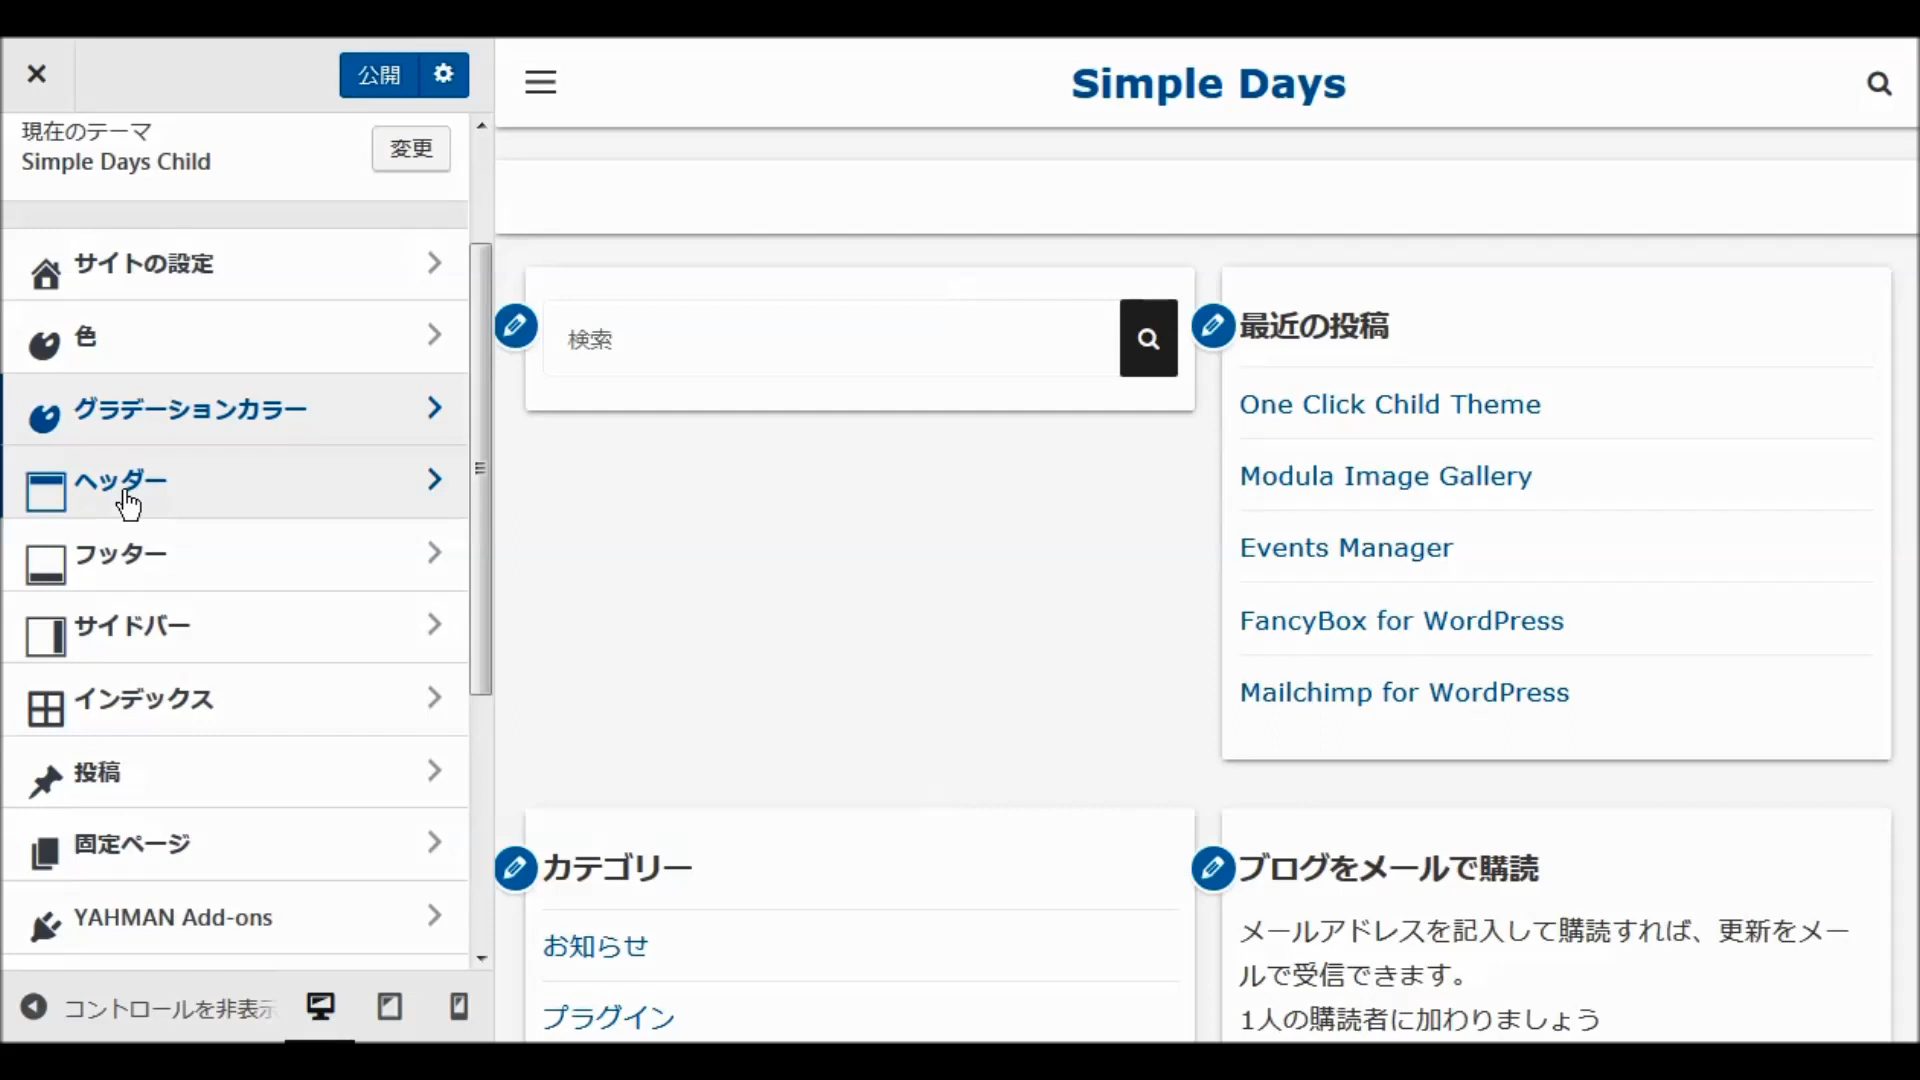 公開
現在のテーマ
Simple Days Child
変更
サイトの設定
色
グラデーションカラー
ヘッダー
フッター
サイドバー
インデックス
投稿
固定ページ
YAHMAN Add-ons
コントロールを非表示
Simple Days
検索
最近の投稿
One Click Child Theme
Modula Image Gallery
Events Manager
FancyBox for WordPress
Mailchimp for WordPress
カテゴリー
お知らせ
プラグイン
ブログをメールで購読
メールアドレスを記入して購読すれば、更新をメー
ルで受信できます。
1人の購読者に加わりましょう